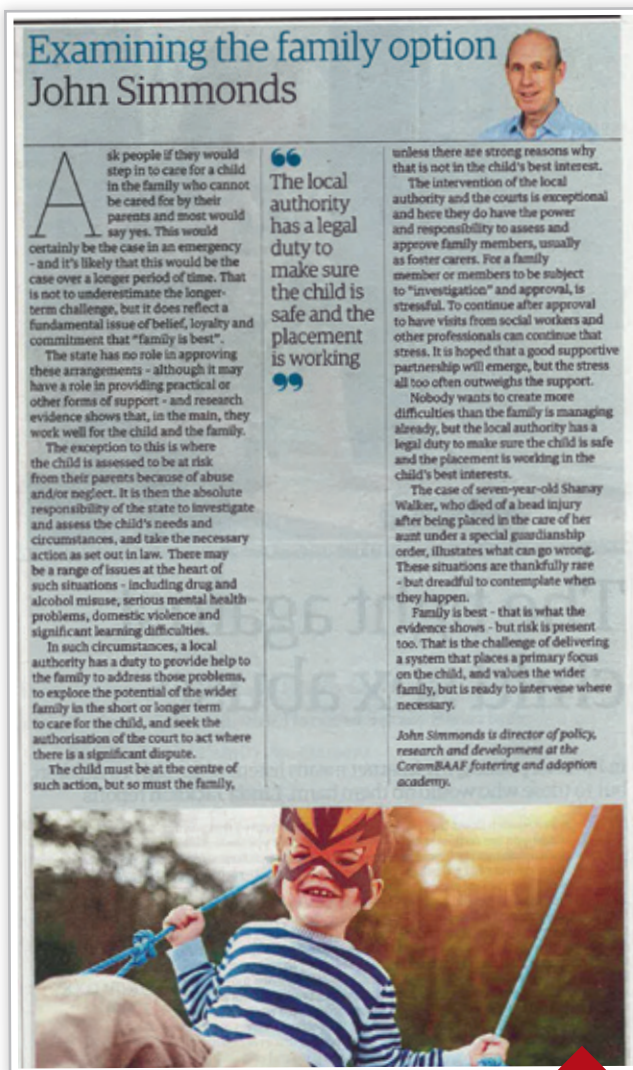 Examining the family option
John Simmonds
Ask people if they would
step in to care for a child
in the family who cannot
be cared for by their
parents and most would
say yes. This would
certainly be the case in an emergency
- and it's likely that this would be the
case over a longer period of time. That
is not to underestimate the longer-
term challenge, but it does reflect a
fundamental issue of belief, loyalty and
commitment that "family is best".
The state has no role in approving
these arrangements - although it may
have a role in providing practical or
other forms of support - and research
evidence shows that, in the main, they
work well for the child and the family.
The exception to this is where
the child is assessed to be at risk
from their parents because of abuse
and/or neglect. It is then the absolute
responsibility of the state to investigate
and assess the child's needs and
circumstances, and take the necessary
action as set out in law. There may
be a range of issues at the heart of
such situations - including drug and
alcohol misuse, serious mental health
problems, domestic violence and
significant learning difficulties.
In such circumstances, a local
authority has a duty to provide help to
the family to address those problems,
to explore the potential of the wider
family in the short or longer term
to care for the child, and seek the
authorisation of the court to act where
there is a significant dispute.
The child must be at the centre of
such action, but so must the family,
“
The local
authority
has a legal
duty to
make sure
the child is
safe and the
placement
is working
”
unless there are strong reasons why
that is not in the child's best interest.
The intervention of the local
authority and the courts is exceptional
and here they do have the power
and responsibility to assess and
approve family members, usually
as foster carers. For a family
member or members to be subject
to "investigation" and approval, is
stressful. To continue after approval
to have visits from social workers and
other professionals can continue that
stress. It is hoped that a good supportive
partnership will emerge, but the stress
all too often outweighs the support.
Nobody wants to create more
difficulties than the family is managing
already, but the local authority has a
legal duty to make sure the child is safe
and the placement is working in the
child's best interests.
The case of seven-year-old Shanay
Walker, who died of a head injury
after being placed in the care of her
aunt under a special guardianship
order, illustates what can go wrong.
These situations are thankfully rare
- but dreadful to contemplate when
they happen.
Family is best - that is what the
evidence shows - but risk is present
too. That is the challenge of delivering
a system that places a primary focus
on the child, and values the wider
family, but is ready to intervene where
necessary.
John Simmonds is director of policy,
research and development at the
CoramBAAF fostering and adoption
academy.